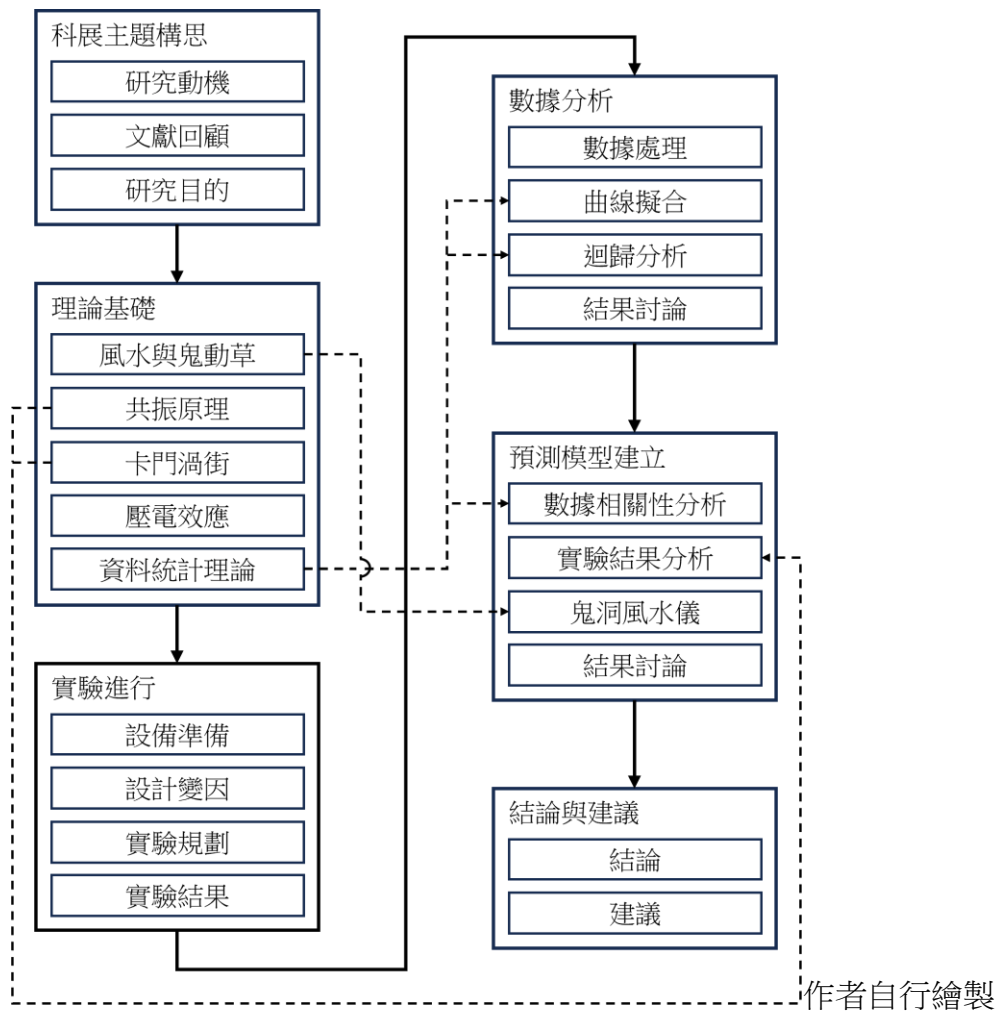 科展主題構思
研究動機
文獻回顧
研究目的
理論基礎
風水與鬼動草
共振原理
卡門渦街
壓電效應
資料統計理論
實驗進行
設備準備
設計變因
實驗規劃
實驗結果
數據分析
數據處理
曲線擬合
迴歸分析
結果討論
預測模型建立
數據相關性分析
實驗結果分析
鬼洞風水儀
結果討論
結論與建議
結論
建議
作者自行繪製